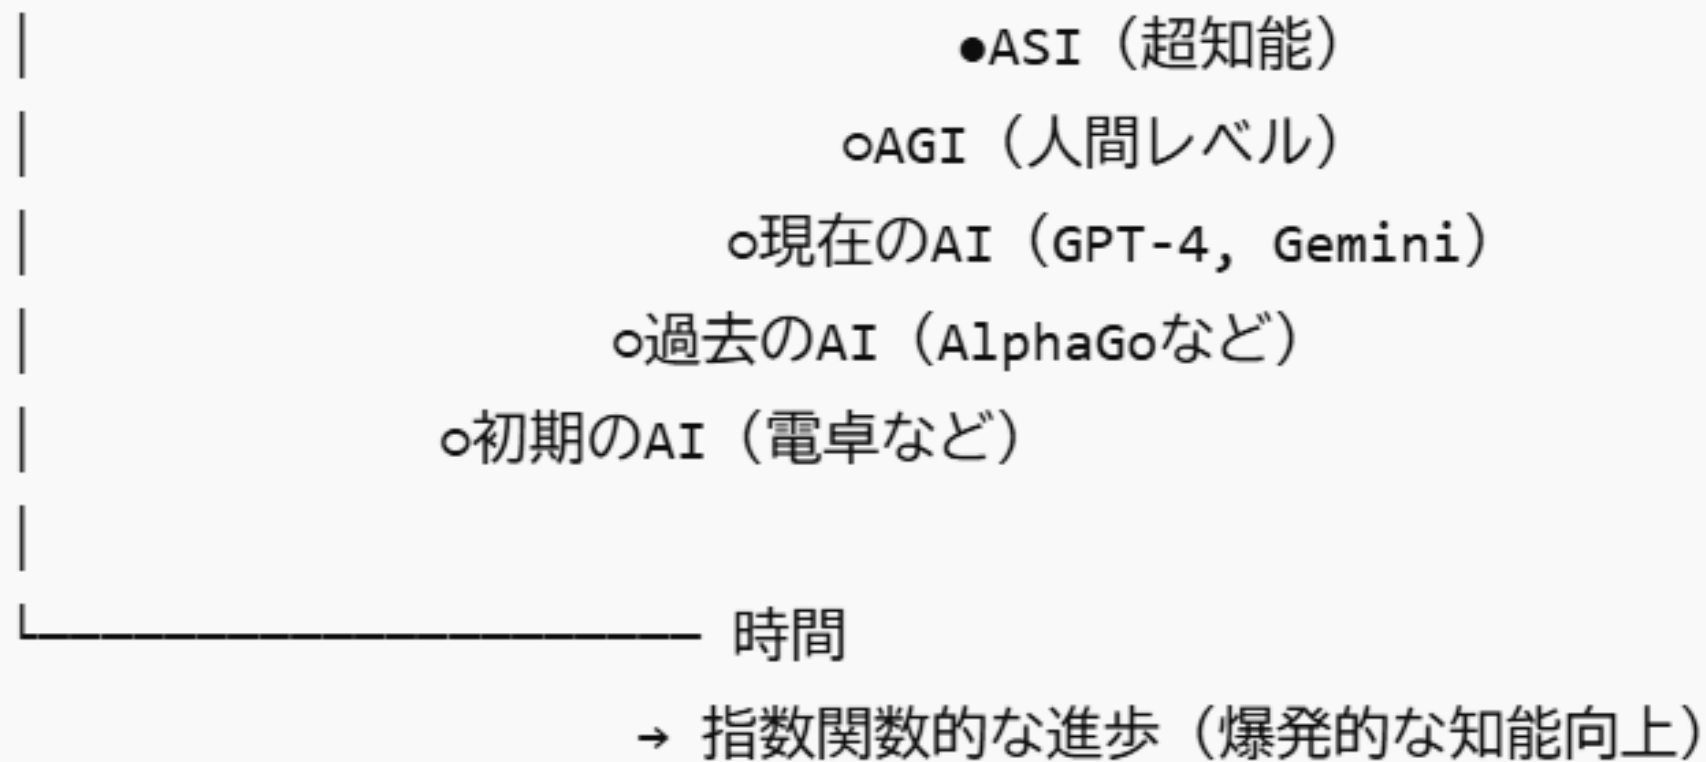 ●ASI（超知能）
○AGI（人間レベル）
○現在のAI（GPT-4, Gemini）
○過去のAI（AlphaGoなど）
○初期のAI（電卓など）
時間
→ 指数関数的な進歩（爆発的な知能向上）